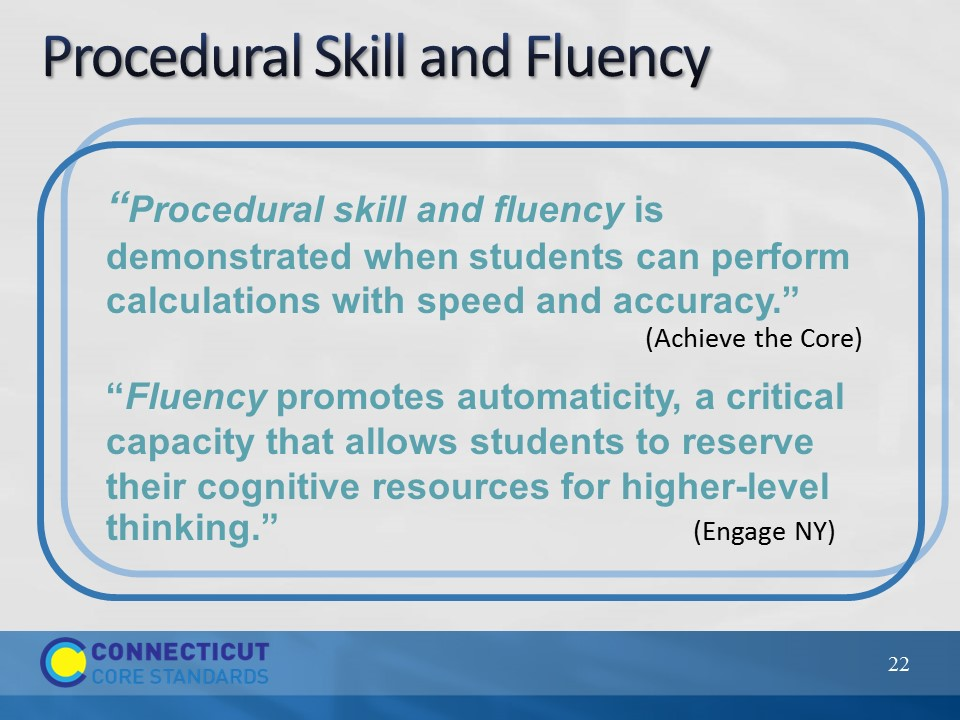 Procedural Skill and Fluency
“Procedural skill and fluency is
demonstrated when students can perform
calculations with speed and accuracy.”
(Achieve the Core)
“Fluency promotes automaticity, a critical
capacity that allows students to reserve
their cognitive resources for higher-level
thinking.”
(Engage NY)
CONNECTICUT
CORE STANDARDS
22